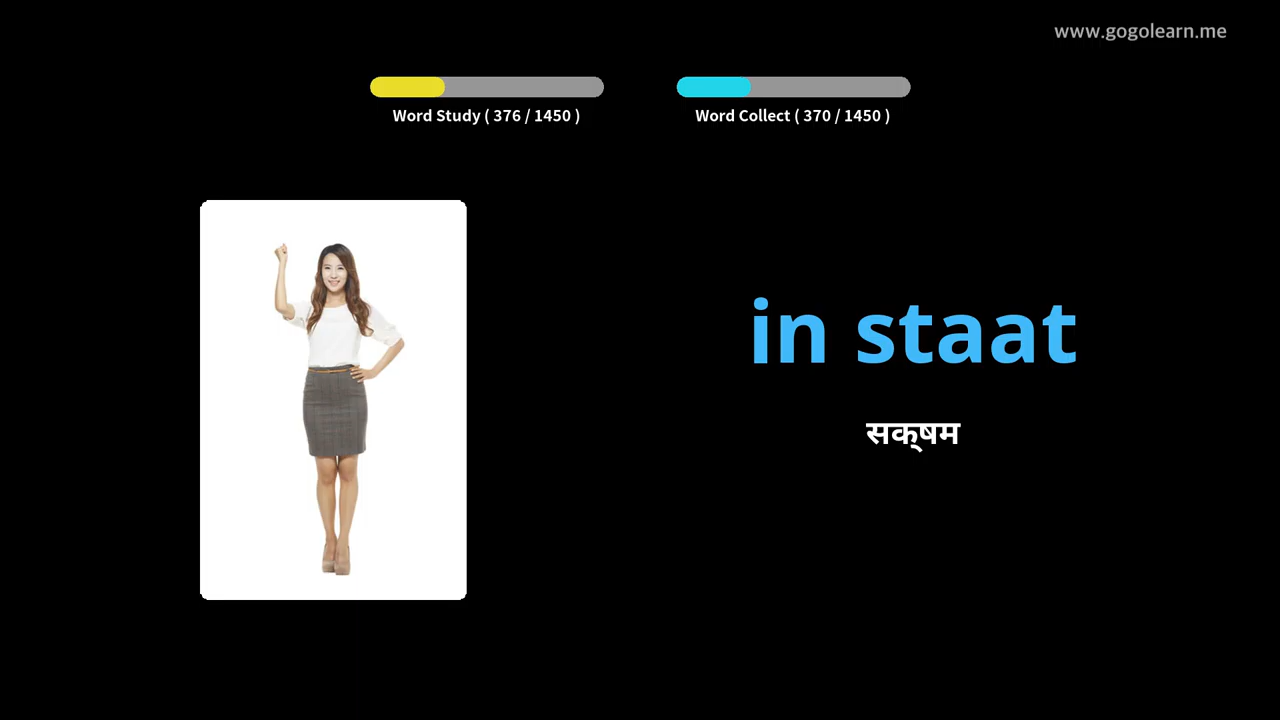 www.gogolearn.me
Word Study ( 376 / 1450 )
Word Collect ( 370 / 1450 )
in staat
सक्षम